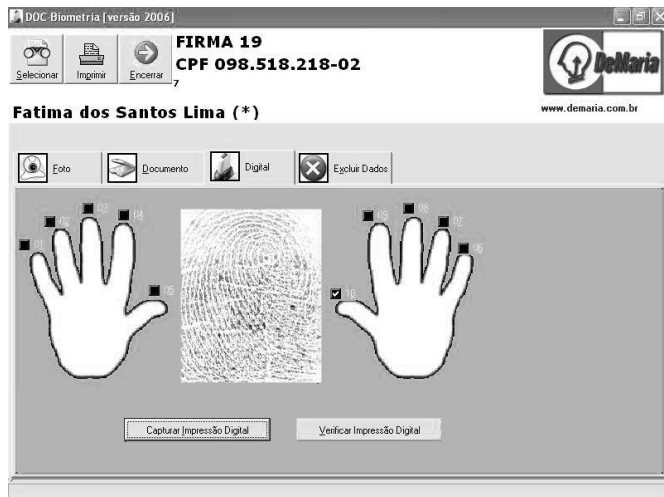 DOC-Biometria [versão 2006]
Selecionar Imprimir Encerrar
FIRMA 19
CPF 098.518.218-02
7
DeMaria
www.demaria.com.br
Fatima dos Santos Lima (*)
Foto Documento Digital Excluir Dados
01 02 03 04 05
09 08 07 06 10
Capturar Impressão Digital Verificar Impressão Digital